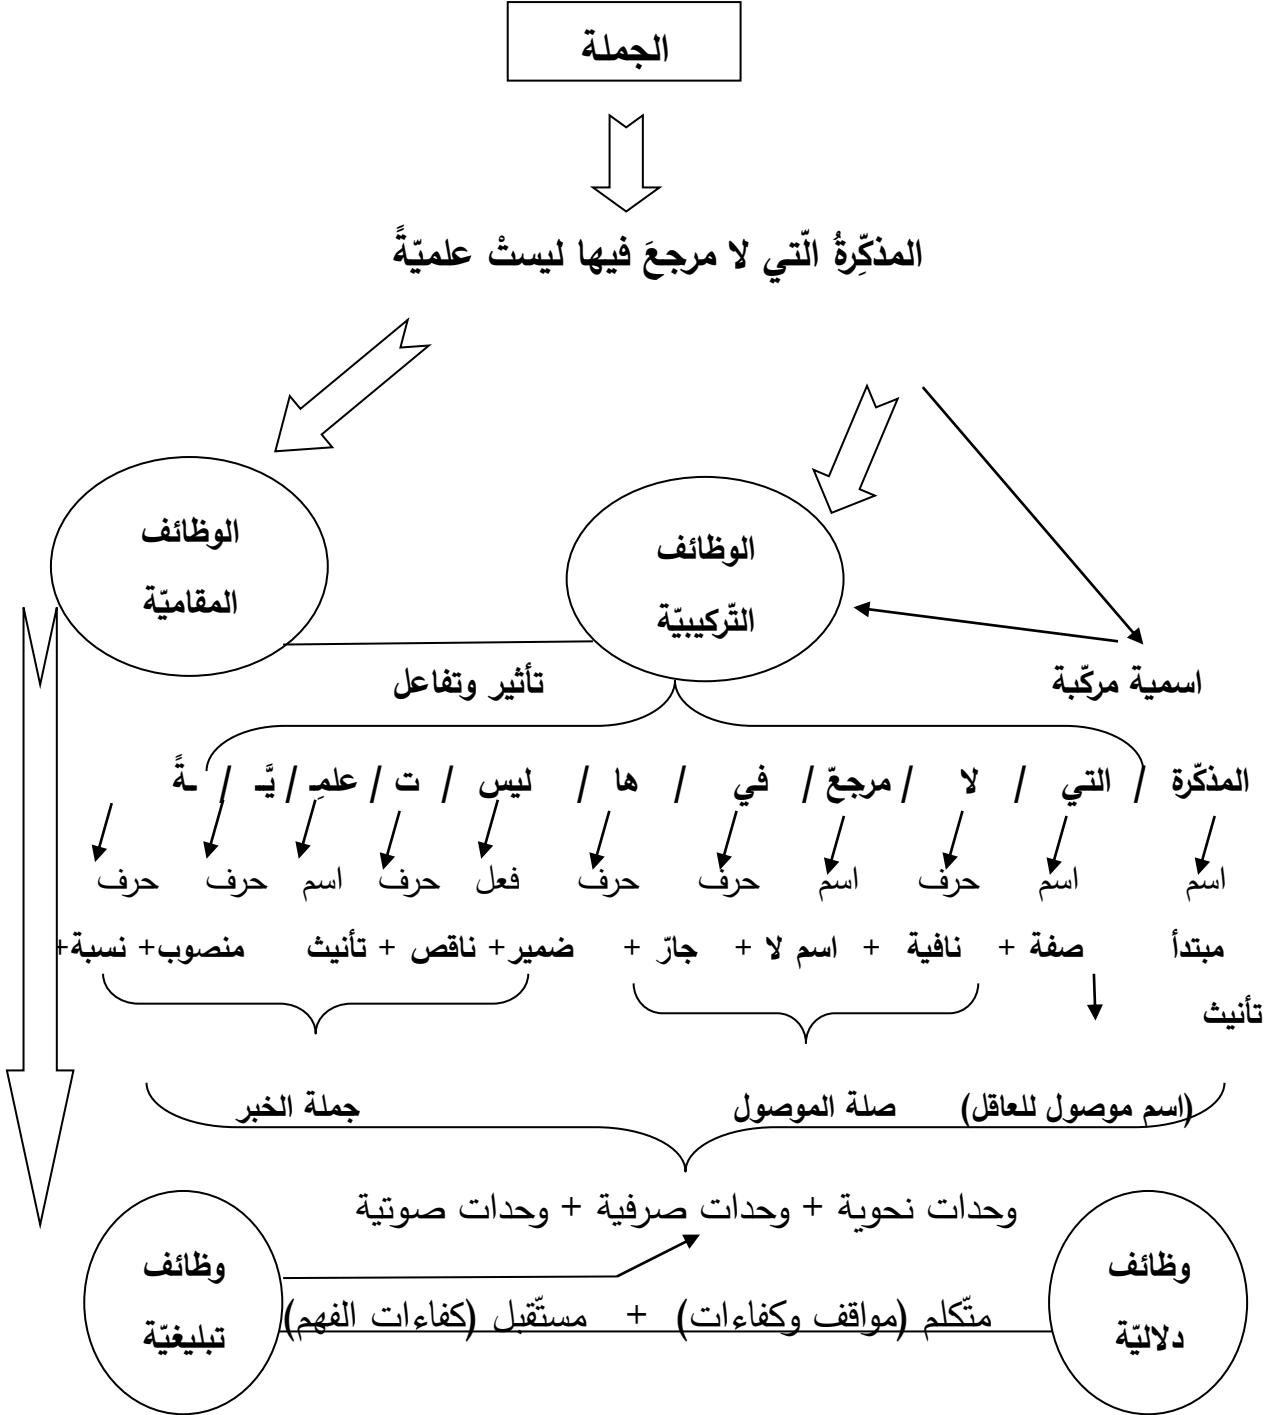 الجملة
المذكِّرةُ الّتي لا مرجعَ فيها ليستْ علميّةً
الوظائف
التّركيبيّة
الوظائف
المقاميّة
اسمية مركّبة
تأثير وتفاعل
المذكّرة / التي / لا / مرجعّ / في / ها / ليس / ت / علمِـ / يَّـ / ـةً
اسم اسم حرف اسم حرف حرف فعل حرف اسم حرف حرف
مبتدأ صفة + نافية + اسم لا + جارّ + ضمير+ ناقص + تأنيث منصوب+ نسبة+
تأنيث
(اسم موصول للعاقل) صلة الموصول جملة الخبر
وحدات نحوية + وحدات صرفية + وحدات صوتية
وظائف
دلاليّة
وظائف
تبليغيّة
متّكلم (مواقف وكفاءات) + مستّقبل (كفاءات الفهم)